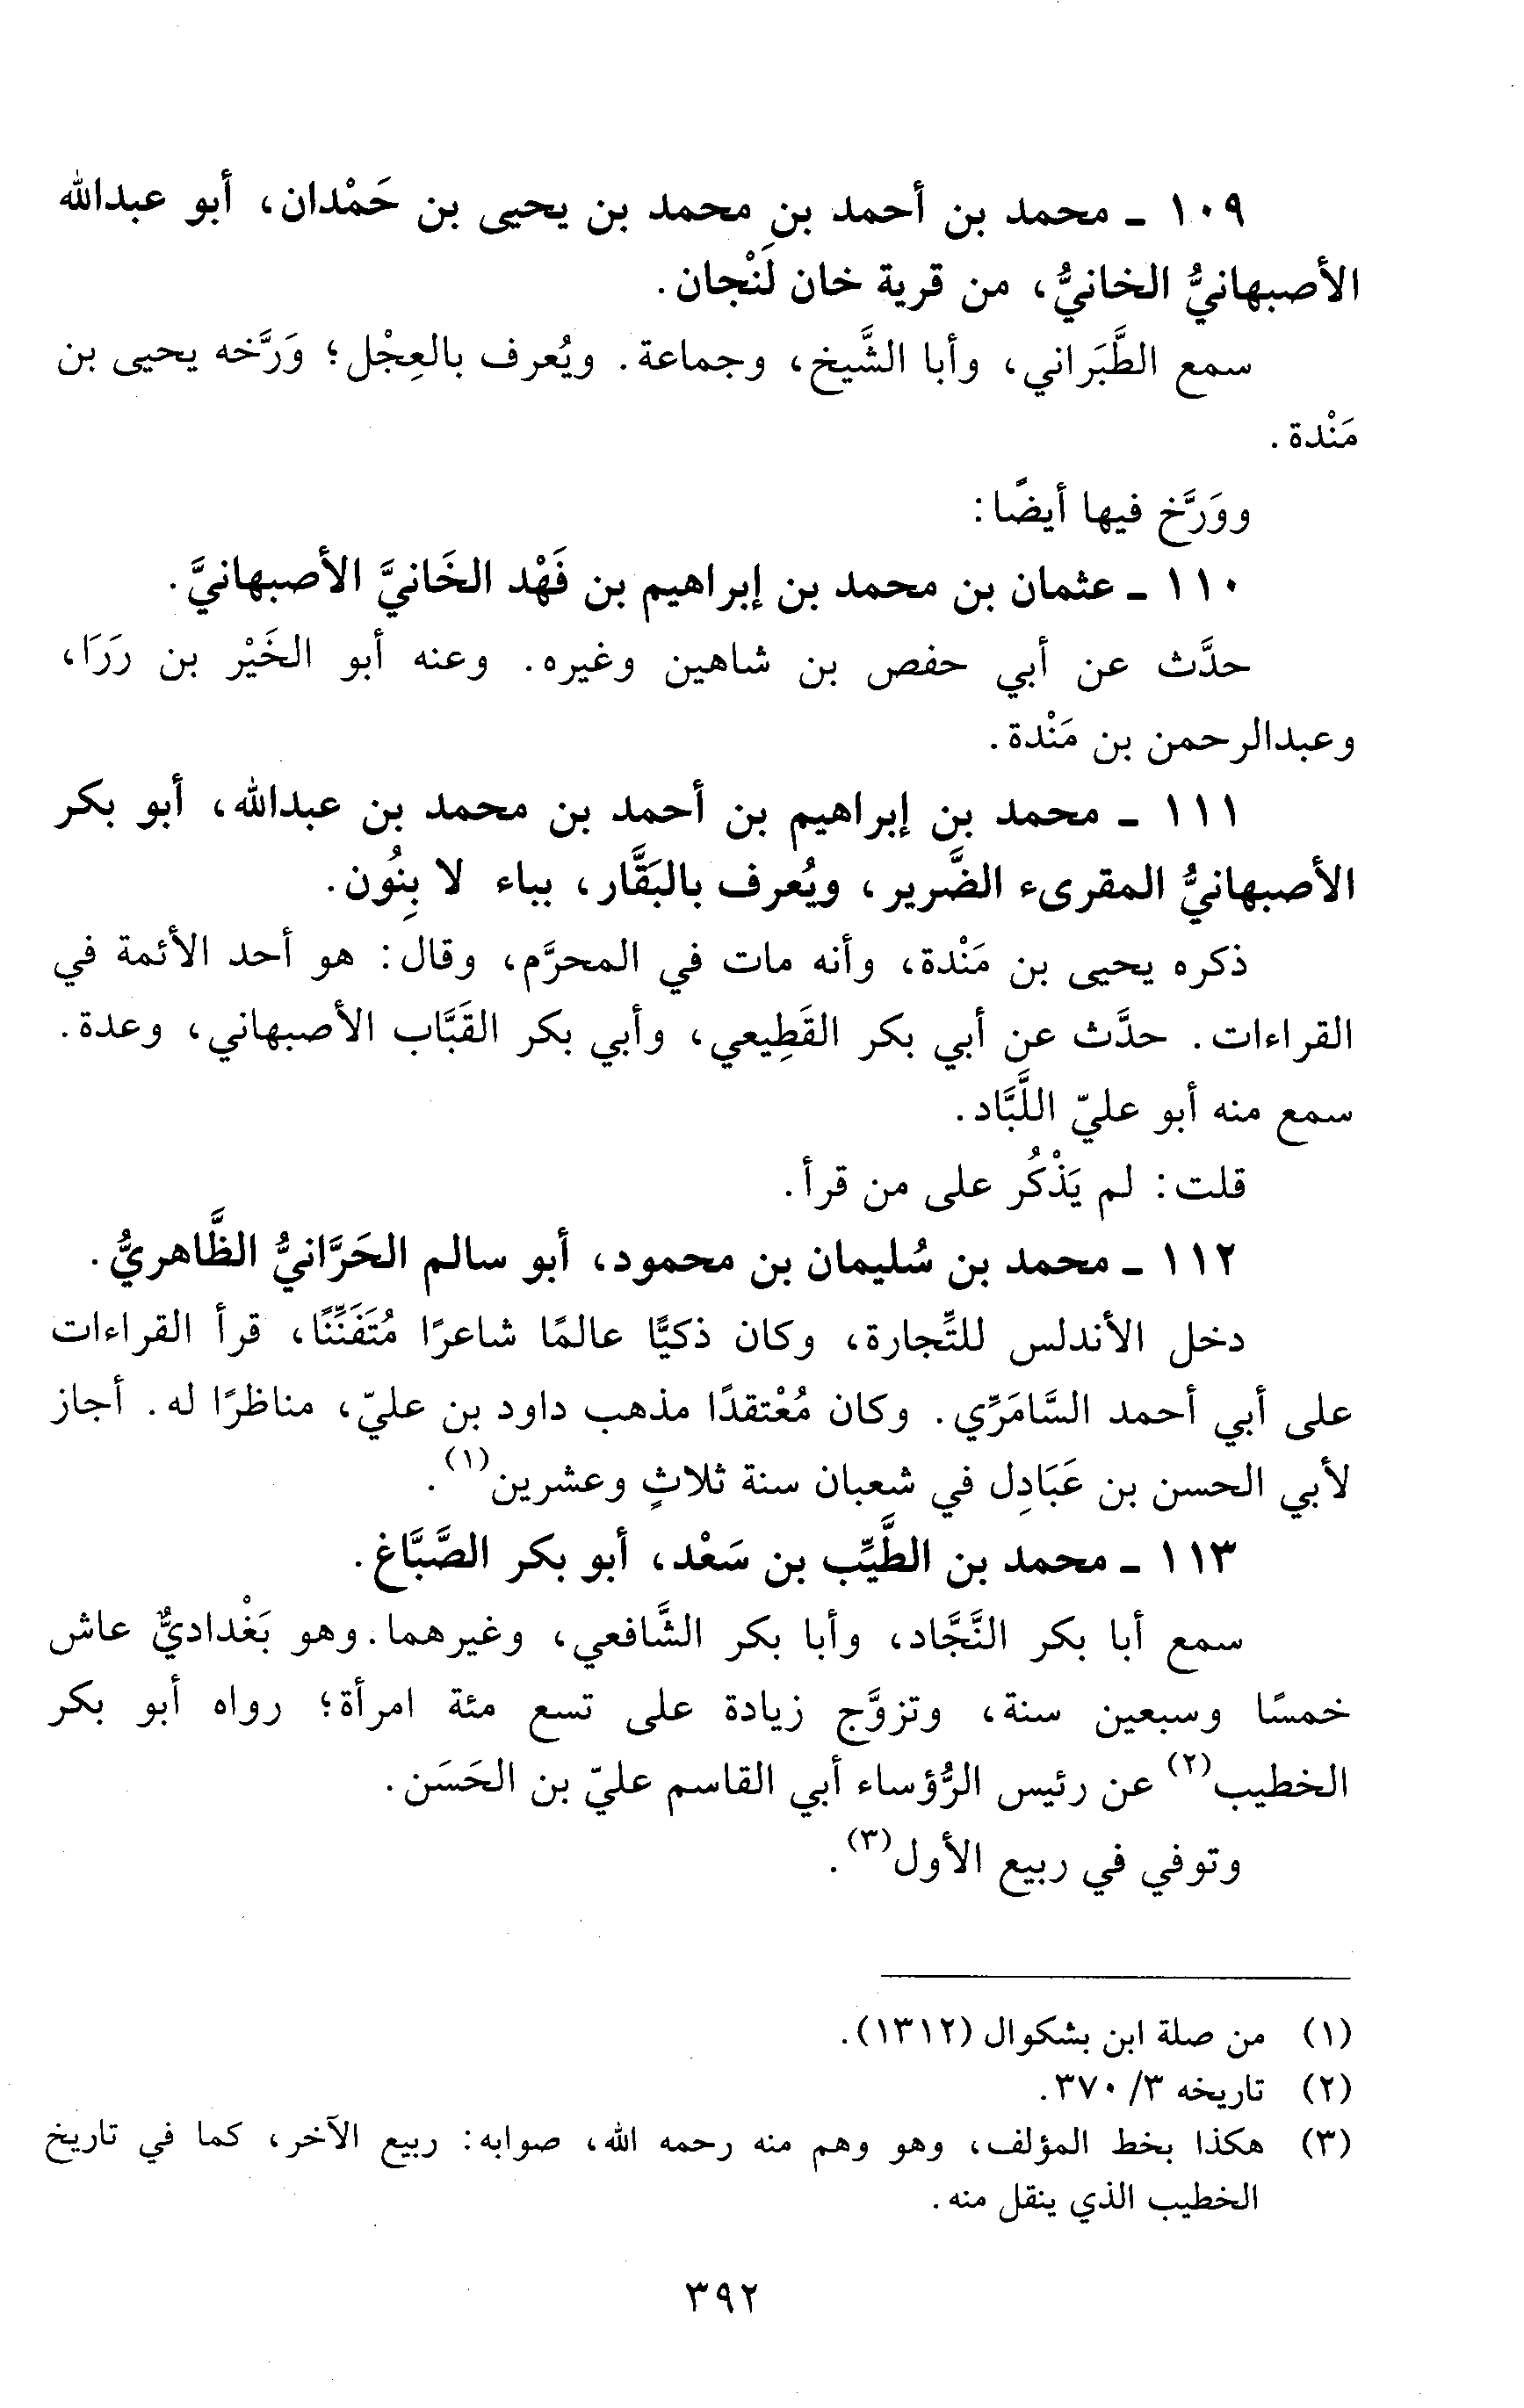 ١٠٩ ـ محمد بن أحمد بن محمد بن يحيى بن حَمْدان، أبو عبدالله
الأصبهانيُّ الخانيُّ، من قرية خان لَنْجان.
سمع الطَّبَراني، وأبا الشَّيخ، وجماعة. ويُعرف بالعِجْل؛ وَرَّخه يحيى بن
مَنْدة.
ووَرَّخ فيها أيضًا:
١١٠ ـ عثمان بن محمد بن إبراهيم بن فَهْد الخَانيَّ الأصبهانيَّ.
حدَّث عن أبي حفص بن شاهين وغيره. وعنه أبو الخَيْر بن رَرَا،
وعبدالرحمن بن مَنْدة.
١١١ ـ محمد بن إبراهيم بن أحمد بن محمد بن عبدالله، أبو بكر
الأصبهانيُّ المقرىء الضَّرير، ويُعرف بالبَقَّار، بباء لا بِنُون.
ذكره يحيى بن مَنْدة، وأنه مات في المحرَّم، وقال: هو أحد الأئمة في
القراءات. حدَّث عن أبي بكر القَطِيعي، وأبي بكر القَبَّاب الأصبهاني، وعدة.
سمع منه أبو عليّ اللَّبَّاد.
قلت: لم يَذْكُر على من قرأ.
١١٢ ـ محمد بن سُليمان بن محمود، أبو سالم الحَرَّانيُّ الظَّاهريُّ.
دخل الأندلس للتِّجارة، وكان ذكيًّا عالمًا شاعرًا مُتَفَنِّنًا، قرأ القراءات
على أبي أحمد السَّامَرِّي. وكان مُعْتقدًا مذهب داود بن عليّ، مناظرًا له. أجاز
لأبي الحسن بن عَبَادِل في شعبان سنة ثلاثٍ وعشرين(١).
١١٣ ـ محمد بن الطَّيِّب بن سَعْد، أبو بكر الصَّبَّاغ.
سمع أبا بكر النَّجَّاد، وأبا بكر الشَّافعي، وغيرهما. وهو بَغْداديٌّ عاش
خمسًا وسبعين سنة، وتزوَّج زيادة على تسع مئة امرأة؛ رواه أبو بكر
الخطيب(٢) عن رئيس الرُّؤساء أبي القاسم عليّ بن الحَسَن.
وتوفي في ربيع الأول(٣).
(١) من صلة ابن بشكوال (١٣١٢).
(٢) تاريخه ٣/ ٣٧٠.
(٣) هكذا بخط المؤلف، وهو وهم منه رحمه الله، صوابه: ربيع الآخر، كما في تاريخ
الخطيب الذي ينقل منه.
٣٩٢